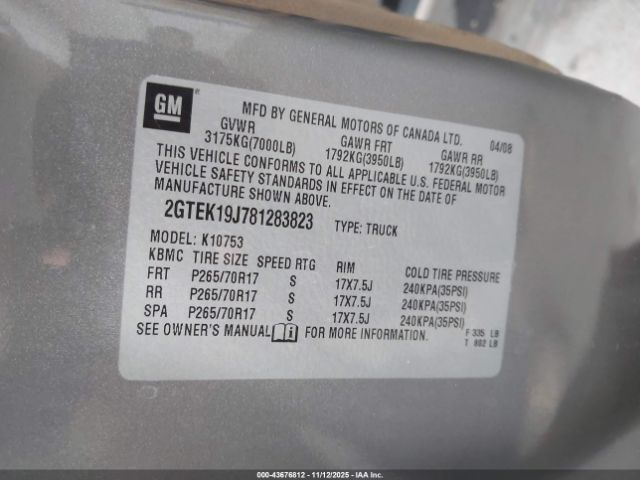 GM ®
MFD BY GENERAL MOTORS OF CANADA LTD. 04/08
GVWR GAWR FRT GAWR RR
3175KG(7000LB) 1792KG(3950LB) 1792KG(3950LB)
THIS VEHICLE CONFORMS TO ALL APPLICABLE U.S. FEDERAL MOTOR
VEHICLE SAFETY STANDARDS IN EFFECT ON THE DATE OF
MANUFACTURE SHOWN ABOVE.
2GTEK19J781283823 TYPE: TRUCK
MODEL: K10753
KBMC TIRE SIZE SPEED RTG RIM COLD TIRE PRESSURE
FRT P265/70R17 S 17X7.5J 240KPA(35PSI)
RR P265/70R17 S 17X7.5J 240KPA(35PSI)
SPA P265/70R17 S 17X7.5J 240KPA(35PSI)
SEE OWNER'S MANUAL FOR MORE INFORMATION.
F 335 LB
T 802 LB
000-43676812 - 11/12/2025 - IAA Inc.